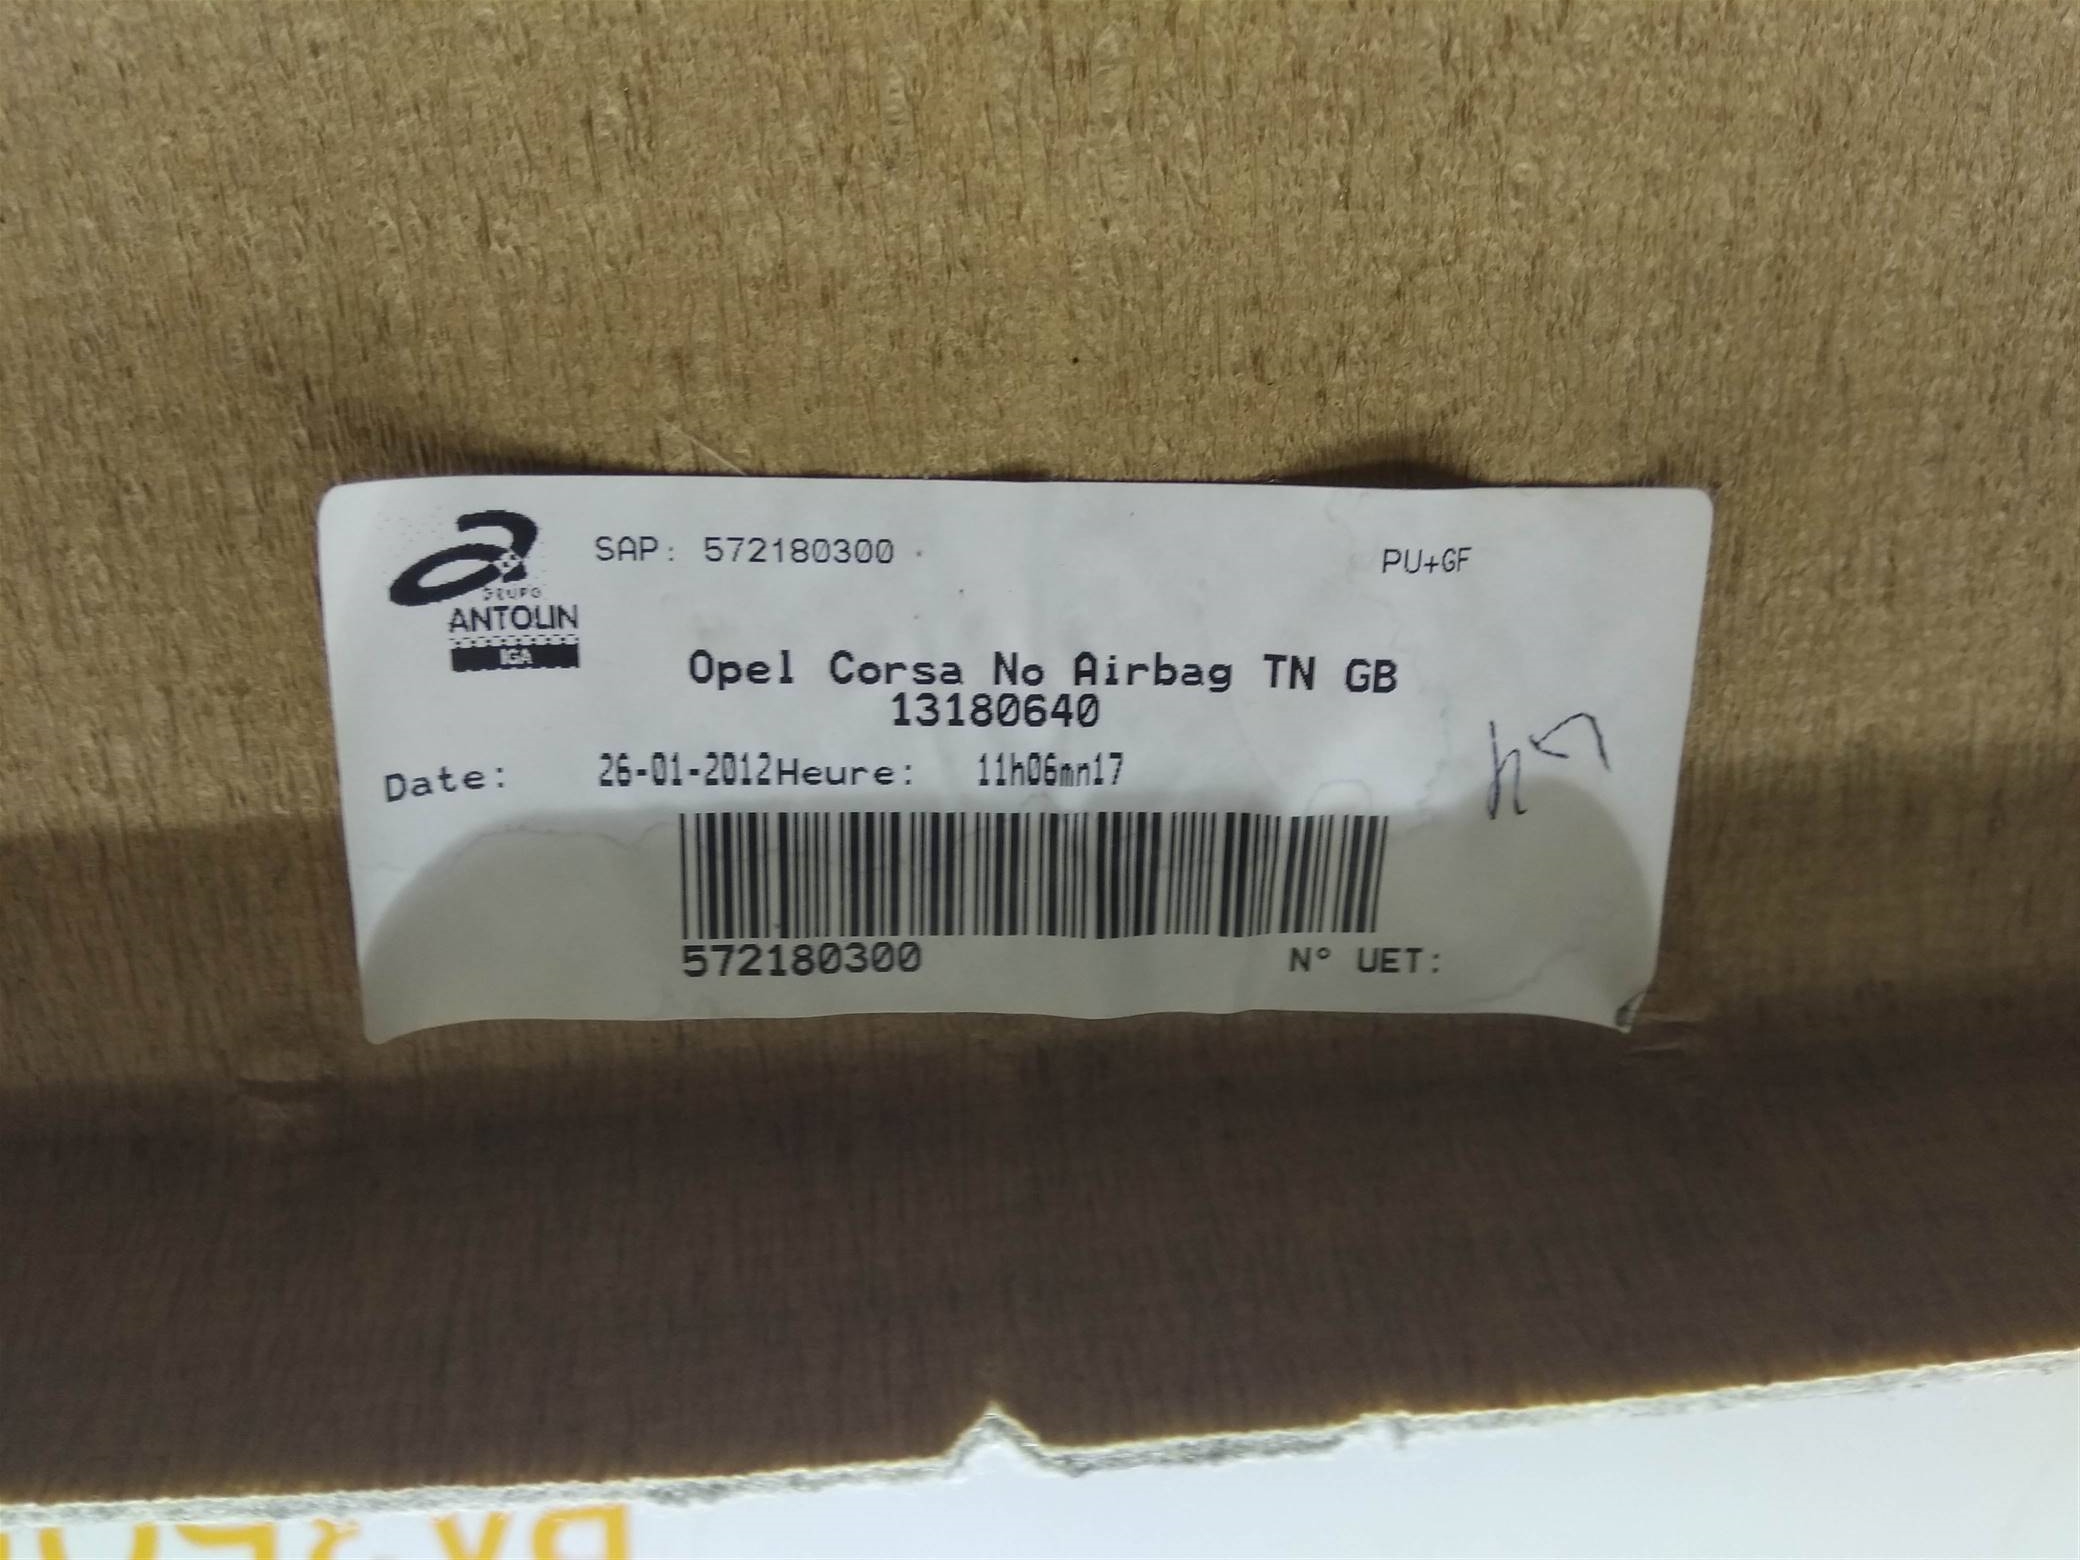 SAP: 572180300
PU+GF
GRUPO
ANTOLIN
IGA
Opel Corsa No Airbag TN GB
13180640
Date: 26-01-2012Heure: 11h06mn17
572180300
N° UET: